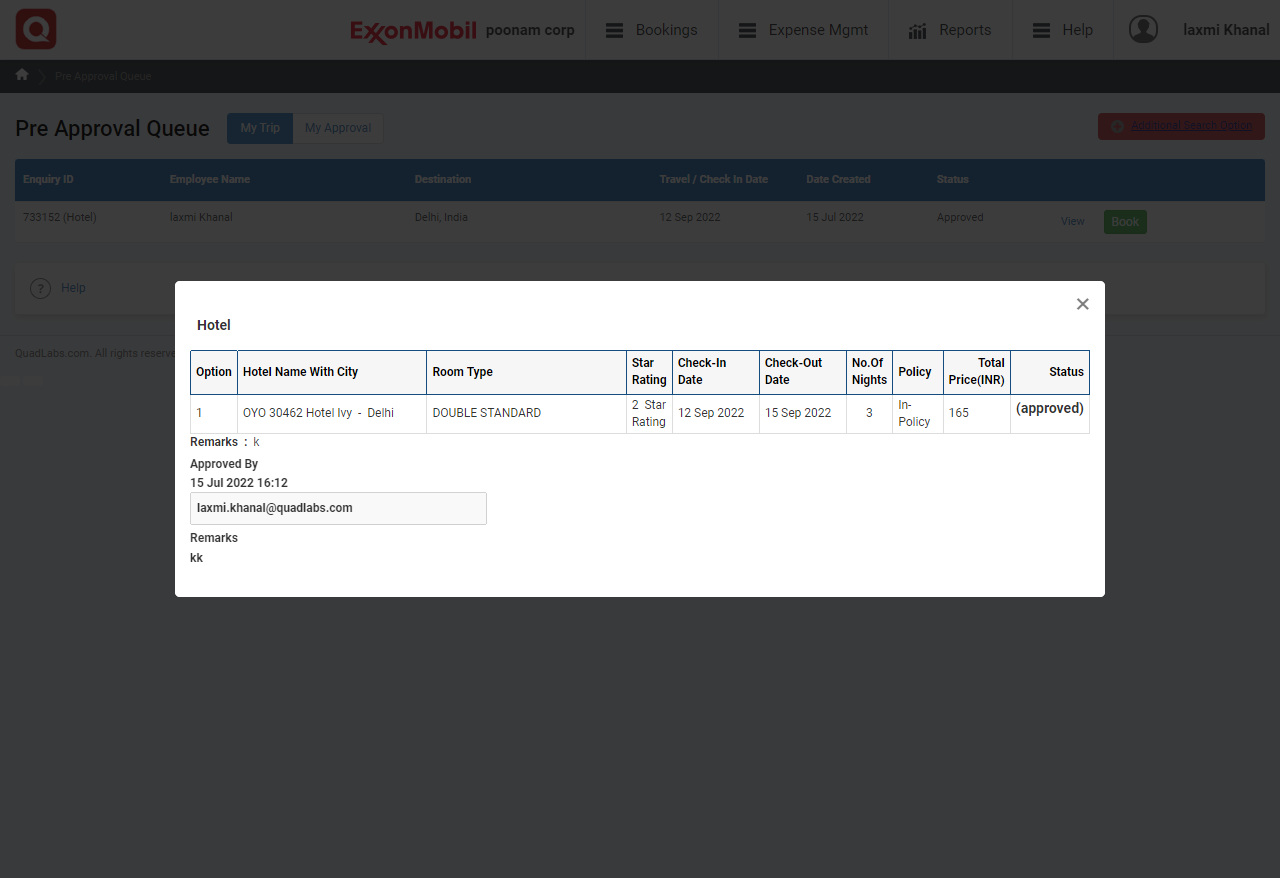 ExxonMobil poonam corp Bookings Expense Mgmt Reports Help laxmi Khanal
Pre Approval Queue
Pre Approval Queue My Trip My Approval Additional Search Option
Enquiry ID Employee Name Destination Travel / Check In Date Date Created Status
733152 (Hotel) laxmi Khanal Delhi, India 12 Sep 2022 15 Jul 2022 Approved View Book
? Help
QuadLabs.com. All rights reserve
×
Hotel
Option Hotel Name With City Room Type Star Rating Check-In Date Check-Out Date No.Of Nights Policy Total Price(INR) Status
1 OYO 30462 Hotel Ivy - Delhi DOUBLE STANDARD 2 Star Rating 12 Sep 2022 15 Sep 2022 3 In-Policy 165 (approved)
Remarks : k
Approved By
15 Jul 2022 16:12
laxmi.khanal@quadlabs.com
Remarks
kk